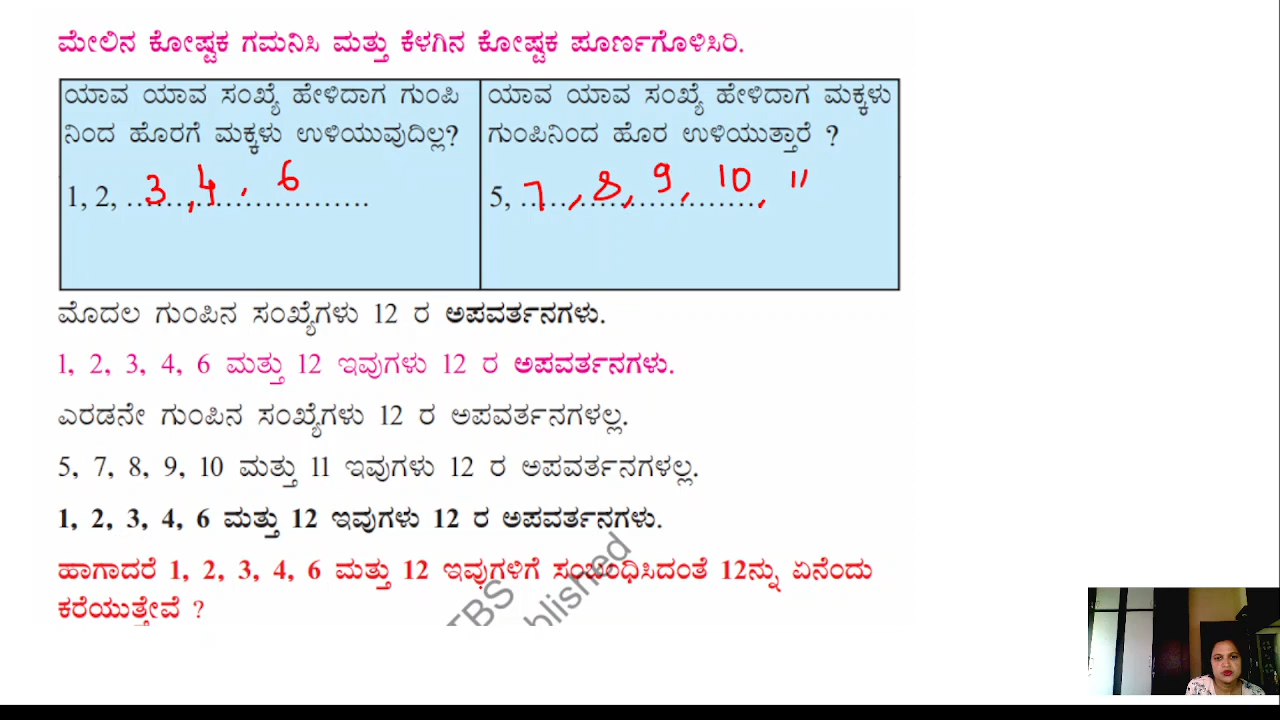 ಮೇಲಿನ ಕೋಷ್ಟಕ ಗಮನಿಸಿ ಮತ್ತು ಕೆಳಗಿನ ಕೋಷ್ಟಕ ಪೂರ್ಣಗೊಳಿಸಿರಿ.
ಯಾವ ಯಾವ ಸಂಖ್ಯೆ ಹೇಳಿದಾಗ ಗುಂಪಿ
ನಿಂದ ಹೊರಗೆ ಮಕ್ಕಳು ಉಳಿಯುವುದಿಲ್ಲ?
1, 2, 3, 4, 6
ಯಾವ ಯಾವ ಸಂಖ್ಯೆ ಹೇಳಿದಾಗ ಮಕ್ಕಳು
ಗುಂಪಿನಿಂದ ಹೊರ ಉಳಿಯುತ್ತಾರೆ ?
5, 7, 8, 9, 10, 11
ಮೊದಲ ಗುಂಪಿನ ಸಂಖ್ಯೆಗಳು 12 ರ ಅಪವರ್ತನಗಳು.
1, 2, 3, 4, 6 ಮತ್ತು 12 ಇವುಗಳು 12 ರ ಅಪವರ್ತನಗಳು.
ಎರಡನೇ ಗುಂಪಿನ ಸಂಖ್ಯೆಗಳು 12 ರ ಅಪವರ್ತನಗಳಲ್ಲ.
5, 7, 8, 9, 10 ಮತ್ತು 11 ಇವುಗಳು 12 ರ ಅಪವರ್ತನಗಳಲ್ಲ.
1, 2, 3, 4, 6 ಮತ್ತು 12 ಇವುಗಳು 12 ರ ಅಪವರ್ತನಗಳು.
ಹಾಗಾದರೆ 1, 2, 3, 4, 6 ಮತ್ತು 12 ಇವುಗಳಿಗೆ ಸಂಬಂಧಿಸಿದಂತೆ 12ನ್ನು ಏನೆಂದು
ಕರೆಯುತ್ತೇವೆ ?